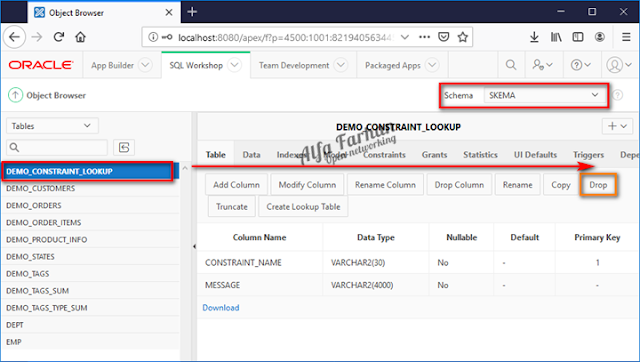 Object Browser
localhost:8080/apex/f?p=4500:1001:82194056344
ORACLE App Builder SQL Workshop Team Development Packaged Apps
Object Browser Schema SKEMA
Tables
DEMO_CONSTRAINT_LOOKUP
DEMO_CUSTOMERS
DEMO_ORDERS
DEMO_ORDER_ITEMS
DEMO_PRODUCT_INFO
DEMO_STATES
DEMO_TAGS
DEMO_TAGS_SUM
DEMO_TAGS_TYPE_SUM
DEPT
EMP
DEMO_CONSTRAINT_LOOKUP
Alfa Farhan
Open networking
Table Data Indexes Model Constraints Grants Statistics UI Defaults Triggers Depe
Add Column Modify Column Rename Column Drop Column Rename Copy Drop
Truncate Create Lookup Table
Column Name Data Type Nullable Default Primary Key
CONSTRAINT_NAME VARCHAR2(30) No - 1
MESSAGE VARCHAR2(4000) No - -
Download